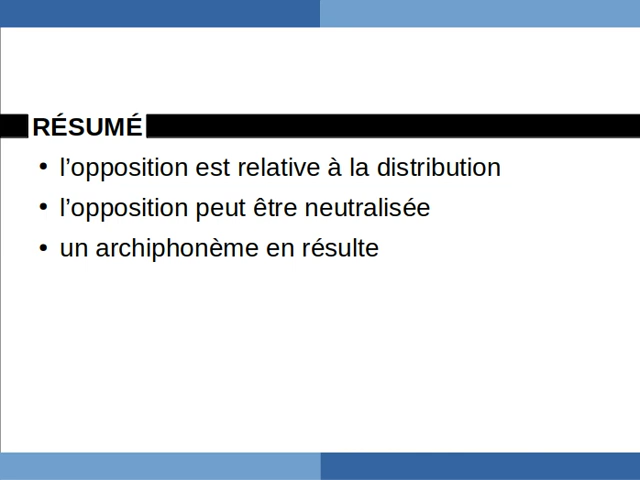 RÉSUMÉ
• l’opposition est relative à la distribution
• l’opposition peut être neutralisée
• un archiphonème en résulte